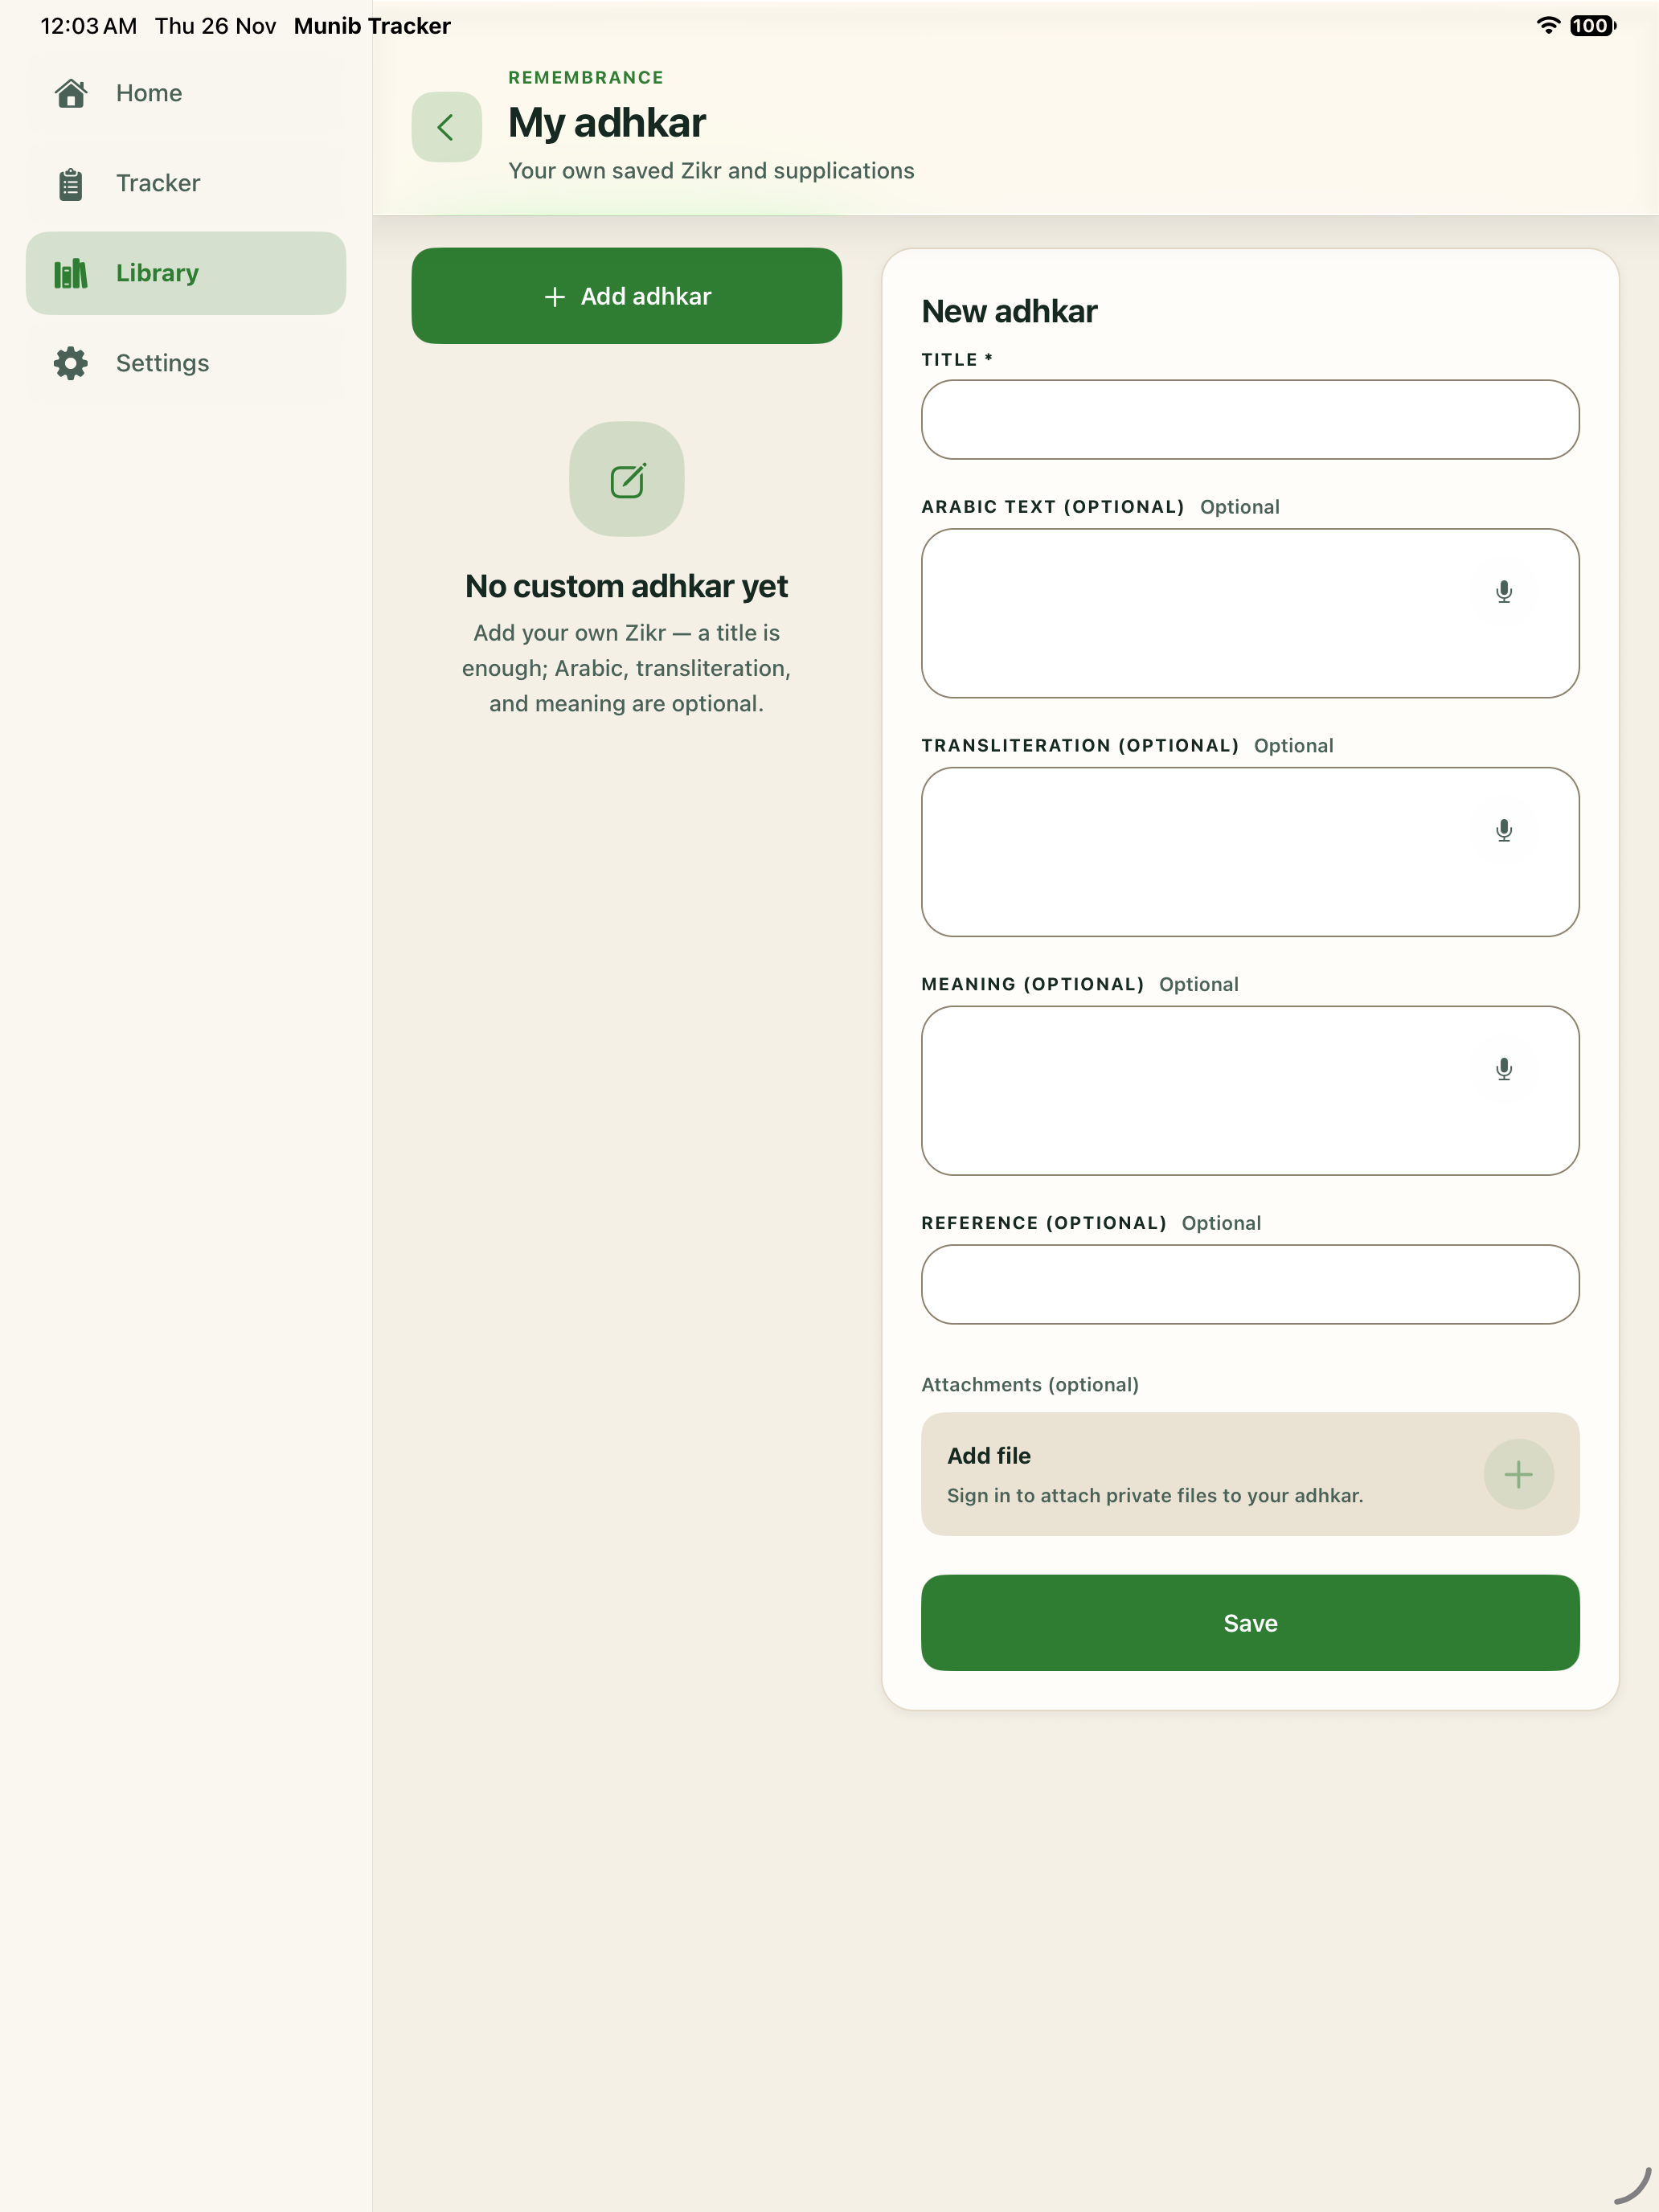 12:03 AM Thu 26 Nov Munib Tracker
100
Home
Tracker
Library
Settings
REMEMBRANCE
My adhkar
Your own saved Zikr and supplications
Add adhkar
No custom adhkar yet
Add your own Zikr — a title is
enough; Arabic, transliteration,
and meaning are optional.
New adhkar
TITLE *
ARABIC TEXT (OPTIONAL) Optional
TRANSLITERATION (OPTIONAL) Optional
MEANING (OPTIONAL) Optional
REFERENCE (OPTIONAL) Optional
Attachments (optional)
Add file
Sign in to attach private files to your adhkar.
Save